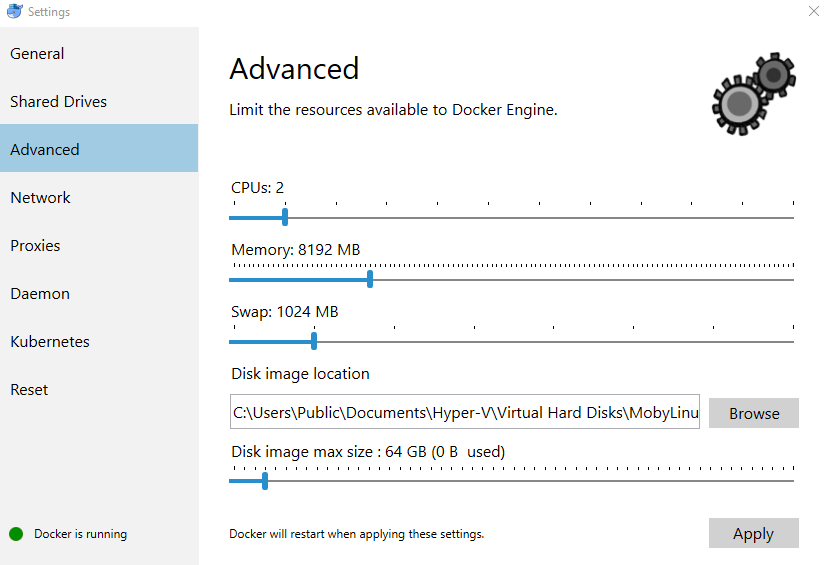 Settings
General
Shared Drives
Advanced
Network
Proxies
Daemon
Kubernetes
Reset
Docker is running
Advanced
Limit the resources available to Docker Engine.
CPUs: 2
Memory: 8192 MB
Swap: 1024 MB
Disk image location
C:\Users\Public\Documents\Hyper-V\Virtual Hard Disks\MobyLinu
Browse
Disk image max size : 64 GB (0 B  used)
Docker will restart when applying these settings.
Apply